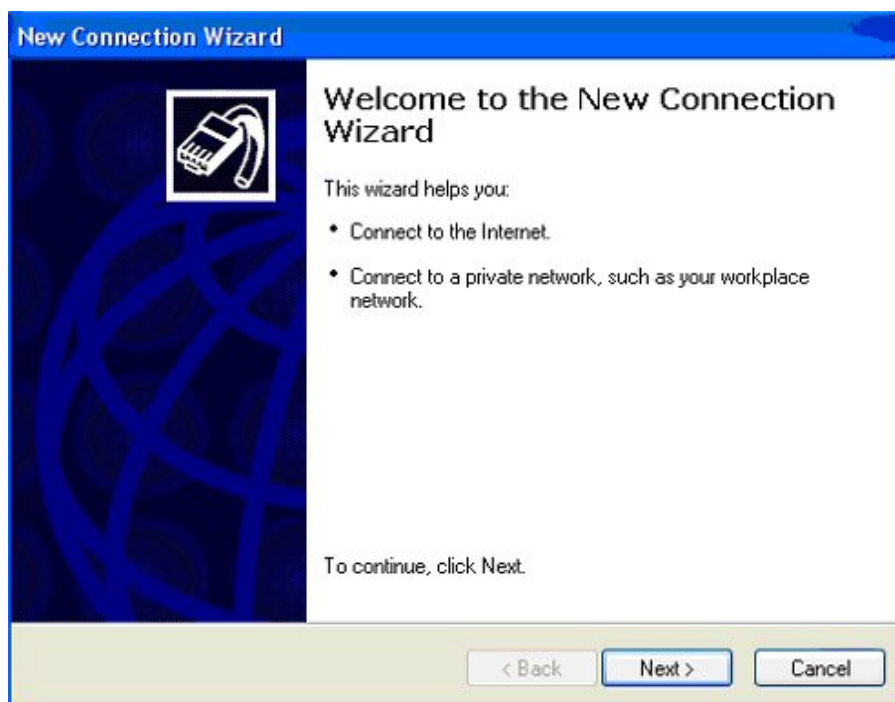 New Connection Wizard
Welcome to the New Connection
Wizard
This wizard helps you:
• Connect to the Internet.
• Connect to a private network, such as your workplace
network.
To continue, click Next.
< Back Next > Cancel